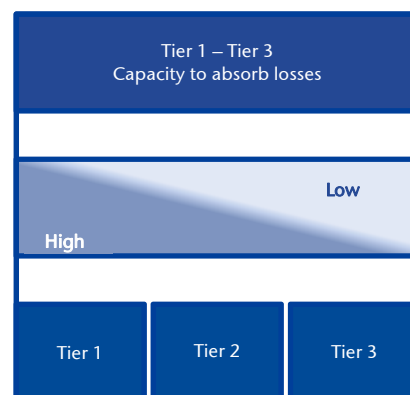 Tier 1 – Tier 3
Capacity to absorb losses
Low
High
Tier 1
Tier 2
Tier 3